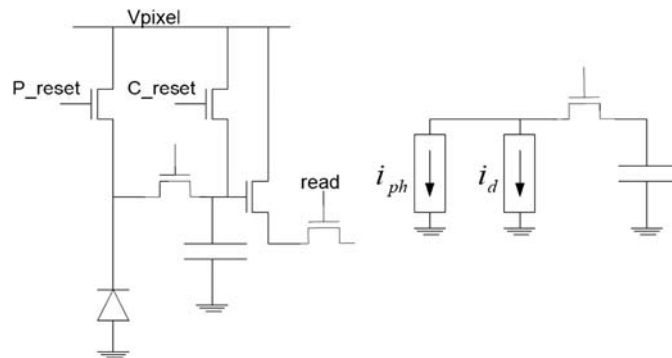 Vpixel
P_reset
C_reset
read
i_ph
i_d